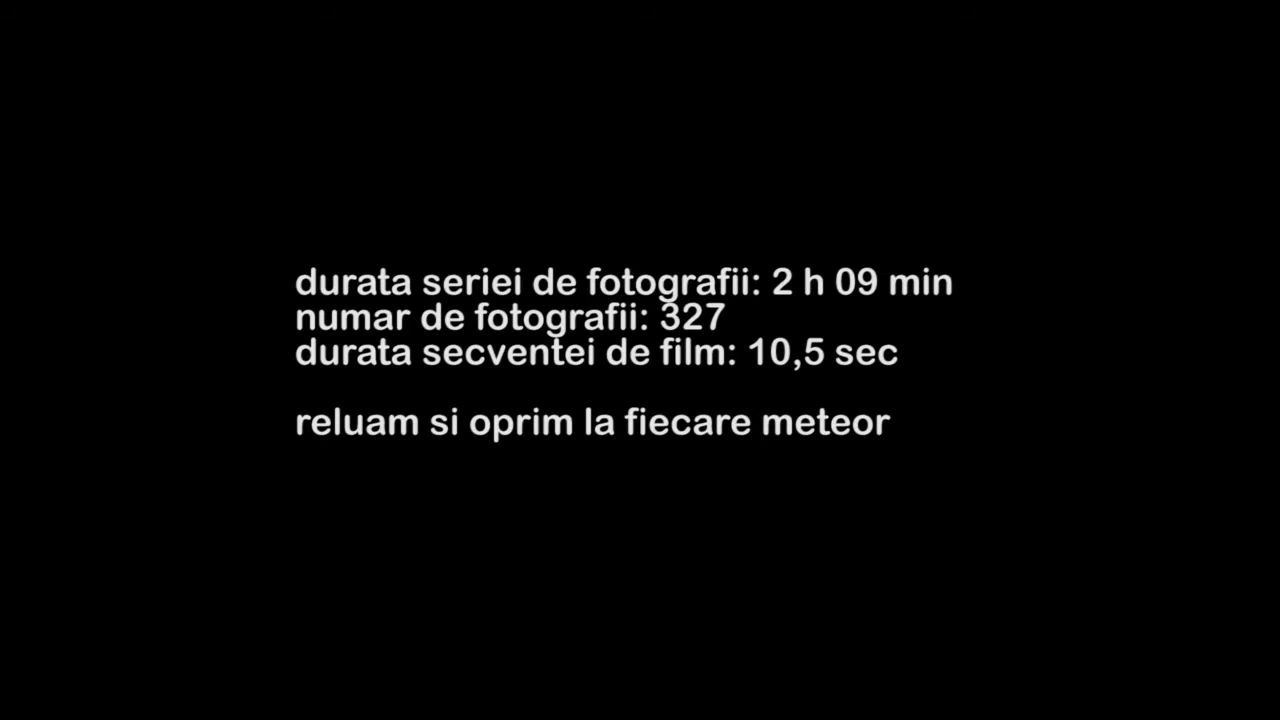 durata seriei de fotografii: 2 h 09 min
numar de fotografii: 327
durata secventei de film: 10,5 sec
reluam si oprim la fiecare meteor